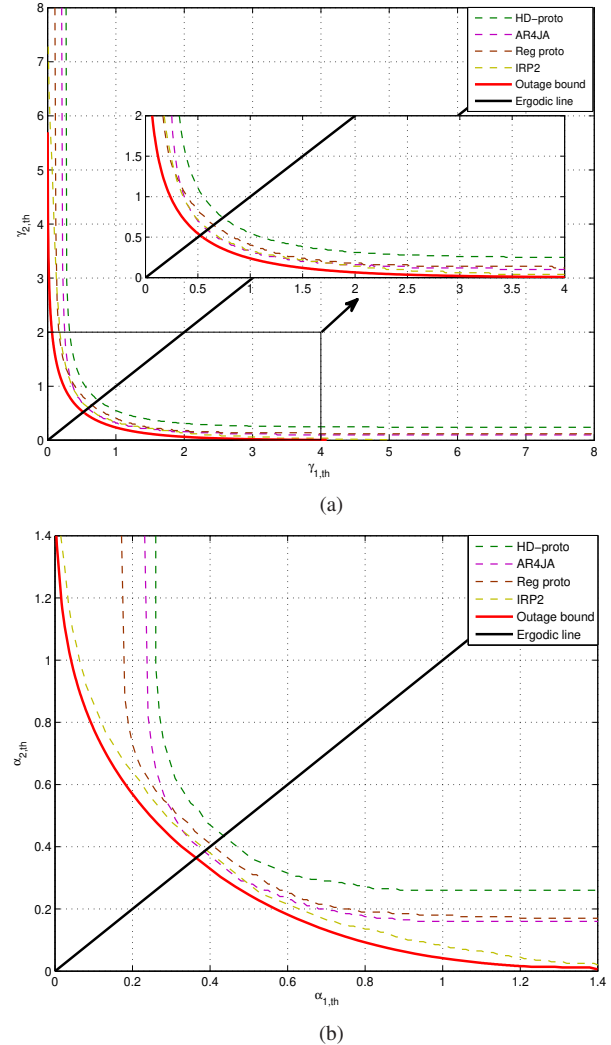 8
7
6
5
4
3
2
1
0
γ2,th
0
1
2
3
4
5
6
7
8
γ1,th
HD−proto
AR4JA
Reg proto
IRP2
Outage bound
Ergodic line
2
1.5
1
0.5
0
0
0.5
1
1.5
2
2.5
3
3.5
4
(a)
1.4
1.2
1
0.8
0.6
0.4
0.2
0
α2,th
0
0.2
0.4
0.6
0.8
1
1.2
1.4
α1,th
HD−proto
AR4JA
Reg proto
IRP2
Outage bound
Ergodic line
(b)